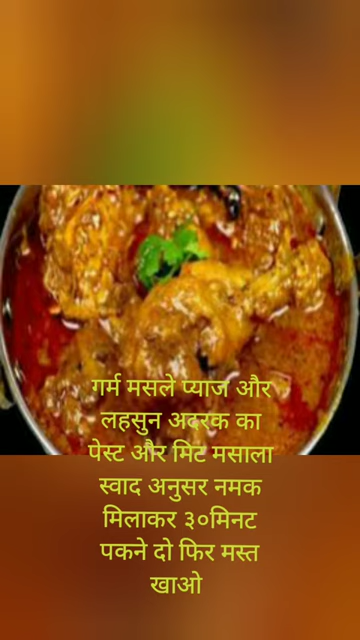 गर्म मसले प्याज और
लहसुन अदरक का
पेस्ट और मिट मसाला
स्वाद अनुसर नमक
मिलाकर ३०मिनट
पकने दो फिर मस्त
खाओ